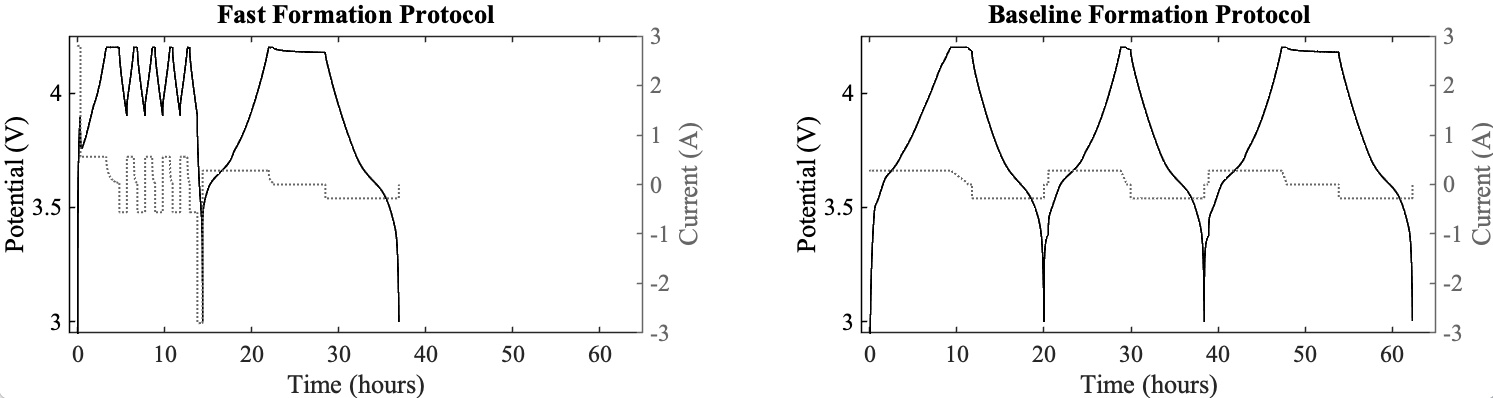 Fast Formation Protocol
Potential (V)
4
3.5
3
3
2
1
0
-1
-2
-3
Current (A)
0 10 20 30 40 50 60
Time (hours)
Baseline Formation Protocol
Potential (V)
4
3.5
3
3
2
1
0
-1
-2
-3
Current (A)
0 10 20 30 40 50 60
Time (hours)